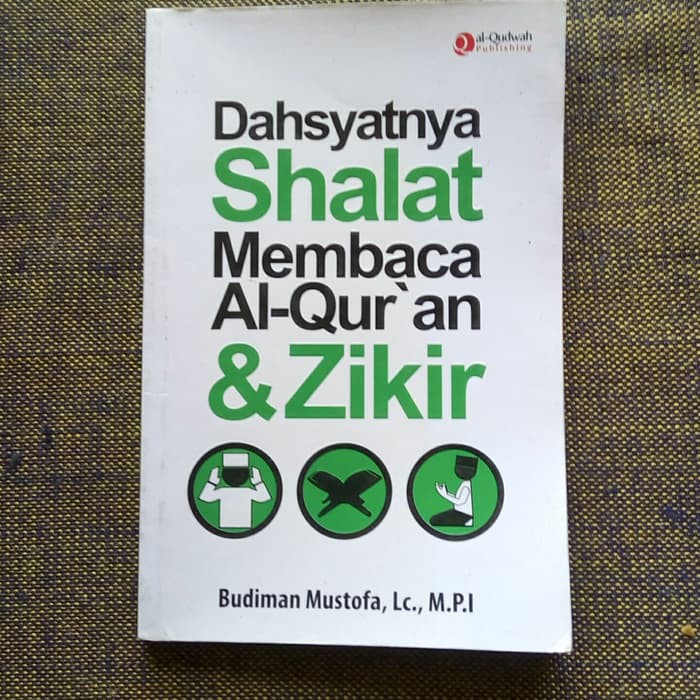 al-Qudwah
Publishing
Dahsyatnya
Shalat
Membaca
Al-Qur`an
& Zikir
Budiman Mustofa, Lc., M.P.I